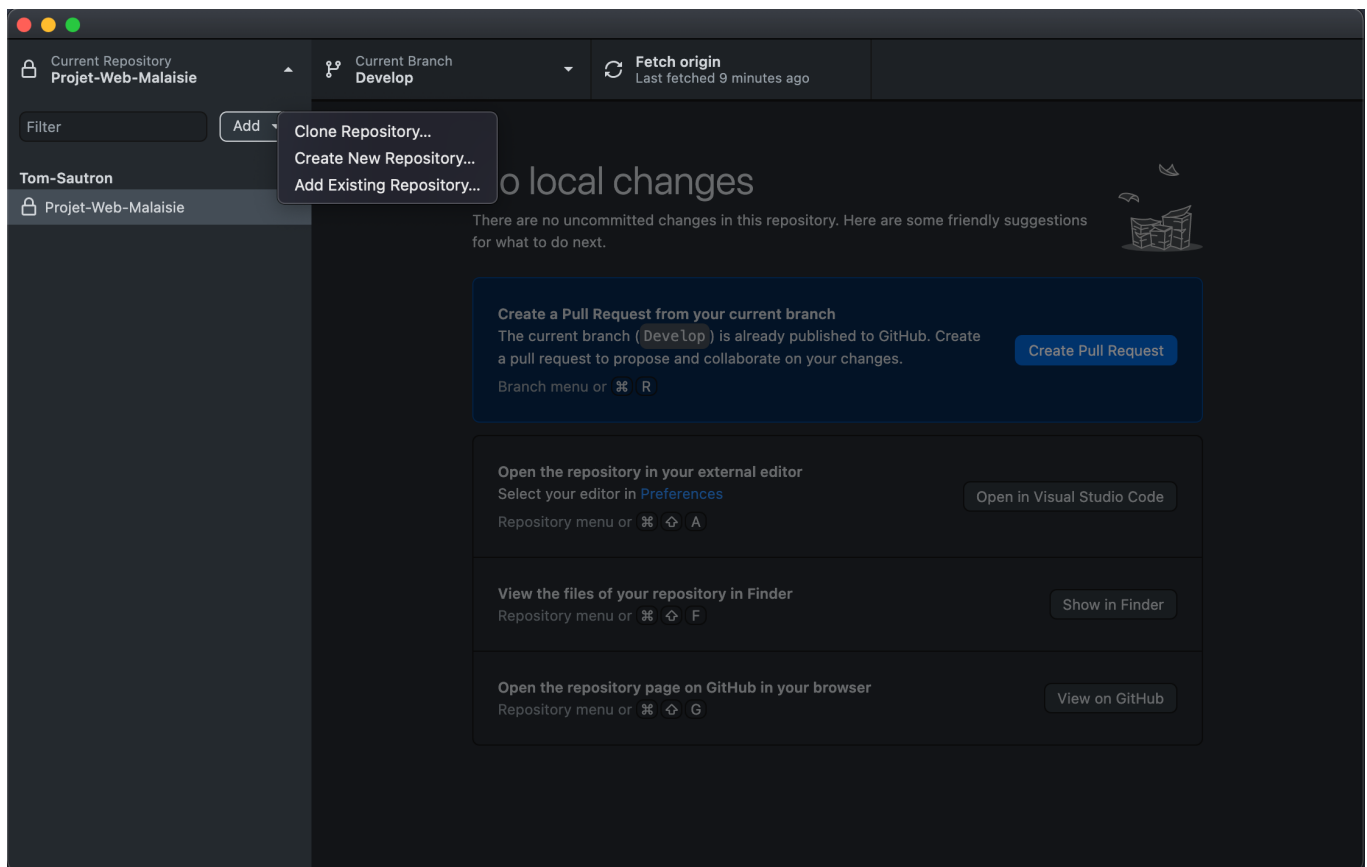 Current Repository
Projet-Web-Malaisie
Current Branch
Develop
Fetch origin
Last fetched 9 minutes ago
Filter
Add
Clone Repository...
Create New Repository...
Add Existing Repository...
Tom-Sautron
Projet-Web-Malaisie
o local changes
There are no uncommitted changes in this repository. Here are some friendly suggestions
for what to do next.
Create a Pull Request from your current branch
The current branch ( Develop ) is already published to GitHub. Create
a pull request to propose and collaborate on your changes.
Branch menu or ⌘ R
Create Pull Request
Open the repository in your external editor
Select your editor in Preferences
Repository menu or ⌘ ⇧ A
Open in Visual Studio Code
View the files of your repository in Finder
Repository menu or ⌘ ⇧ F
Show in Finder
Open the repository page on GitHub in your browser
Repository menu or ⌘ ⇧ G
View on GitHub